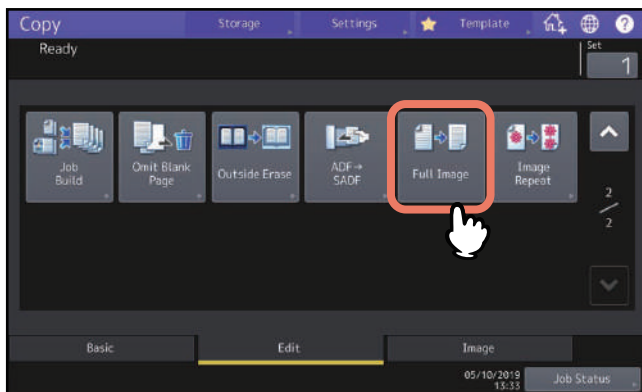 Copy
Storage
Settings
Template
?
Ready
Set
1
Job
Build
Omit Blank
Page
Outside Erase
ADF→
SADF
Full Image
Image
Repeat
2
/
2
Basic
Edit
Image
05/10/2019
13:33
Job Status